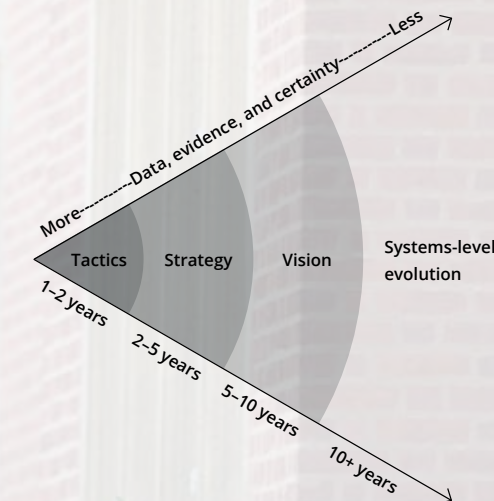 More---------Data, evidence, and certainty---------Less
Tactics
Strategy
Vision
Systems-level
evolution
1–2 years
2–5 years
5–10 years
10+ years